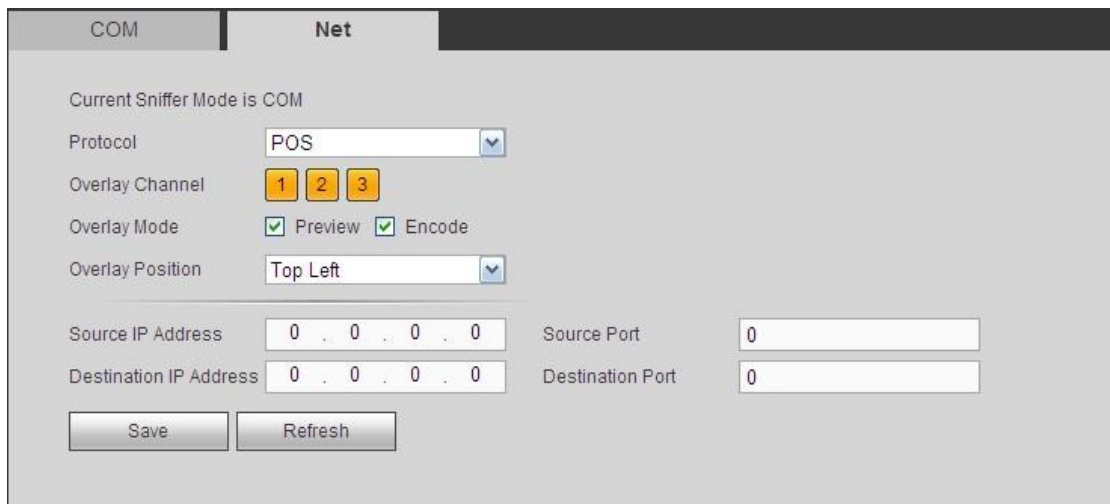 COM Net
Current Sniffer Mode is COM
Protocol POS
Overlay Channel 1 2 3
Overlay Mode Preview Encode
Overlay Position Top Left
Source IP Address 0 . 0 . 0 . 0 Source Port 0
Destination IP Address 0 . 0 . 0 . 0 Destination Port 0
Save Refresh